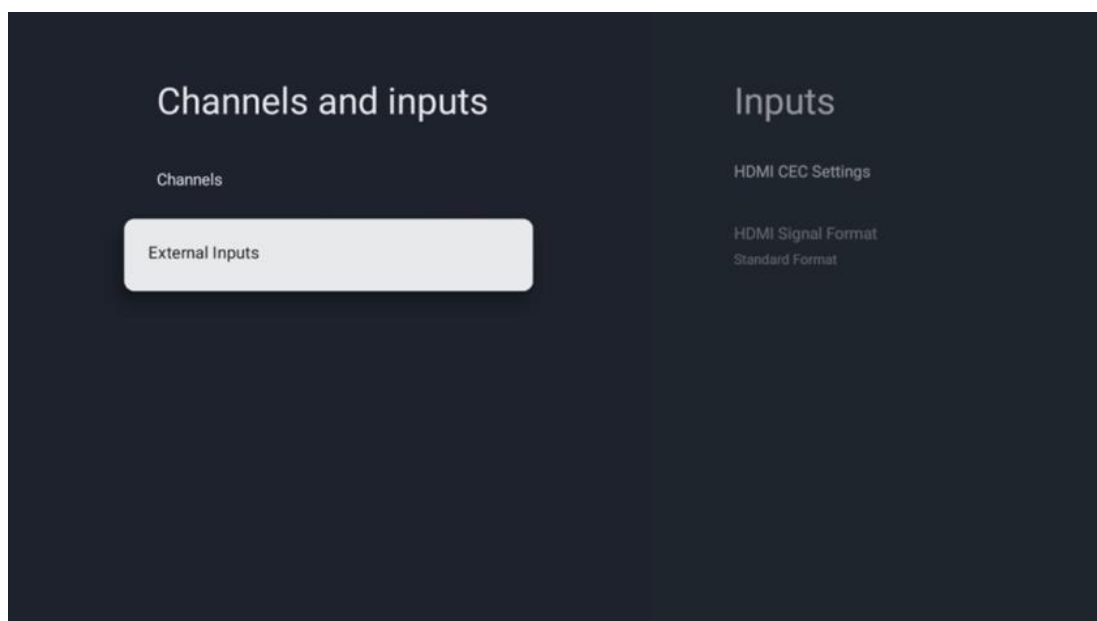 Channels and inputs
Channels
External Inputs
Inputs
HDMI CEC Settings
HDMI Signal Format
Standard Format